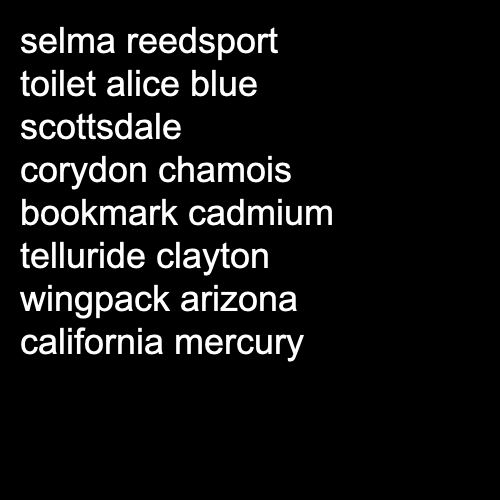 selma reedsport
toilet alice blue
scottsdale
corydon chamois
bookmark cadmium
telluride clayton
wingpack arizona
california mercury